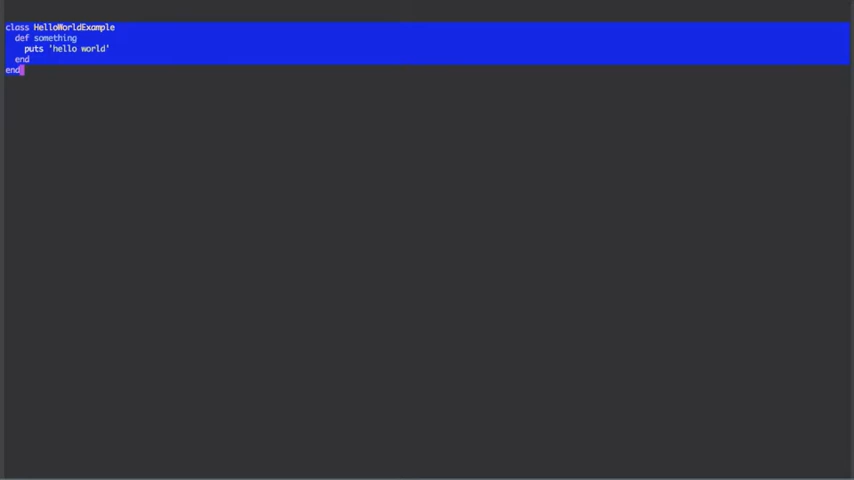 class HelloWorldExample
  def something
    puts 'hello world'
  end
end